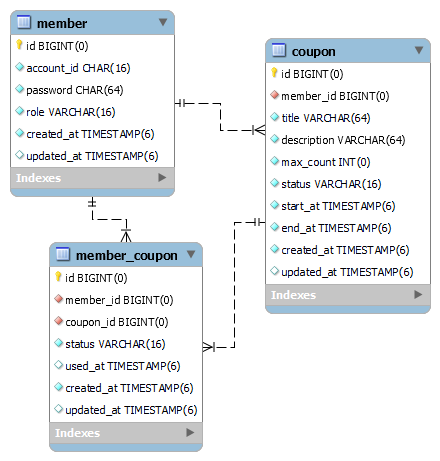 member
id BIGINT(0)
account_id CHAR(16)
password CHAR(64)
role VARCHAR(16)
created_at TIMESTAMP(6)
updated_at TIMESTAMP(6)
Indexes
coupon
id BIGINT(0)
member_id BIGINT(0)
title VARCHAR(64)
description VARCHAR(64)
max_count INT(0)
status VARCHAR(16)
start_at TIMESTAMP(6)
end_at TIMESTAMP(6)
created_at TIMESTAMP(6)
updated_at TIMESTAMP(6)
Indexes
member_coupon
id BIGINT(0)
member_id BIGINT(0)
coupon_id BIGINT(0)
status VARCHAR(16)
used_at TIMESTAMP(6)
created_at TIMESTAMP(6)
updated_at TIMESTAMP(6)
Indexes